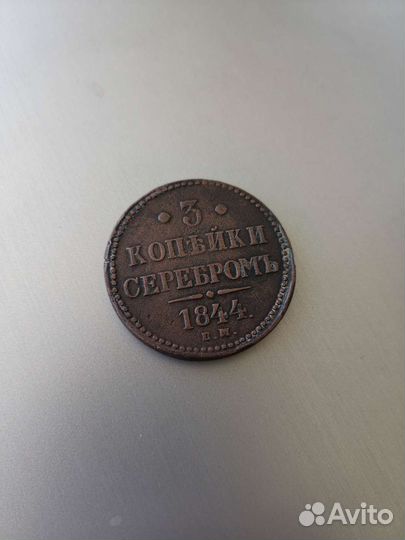 · 3 ·
КОПѢЙКИ
СЕРЕБРОМЪ
1844.
Е.М.
Avito